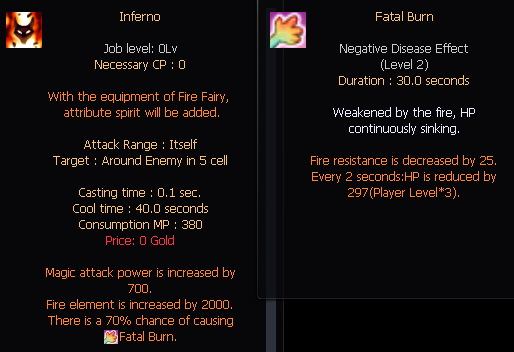 Inferno
Job level: 0Lv
Necessary CP : 0
With the equipment of Fire Fairy,
attribute spirit will be added.
Attack Range : Itself
Target : Around Enemy in 5 cell
Casting time : 0.1 sec.
Cool time : 40.0 seconds
Consumption MP : 380
Price: 0 Gold
Magic attack power is increased by
700.
Fire element is increased by 2000.
There is a 70% chance of causing
Fatal Burn.
Fatal Burn
Negative Disease Effect
(Level 2)
Duration : 30.0 seconds
Weakened by the fire, HP
continuously sinking.
Fire resistance is decreased by 25.
Every 2 seconds:HP is reduced by
297(Player Level*3).